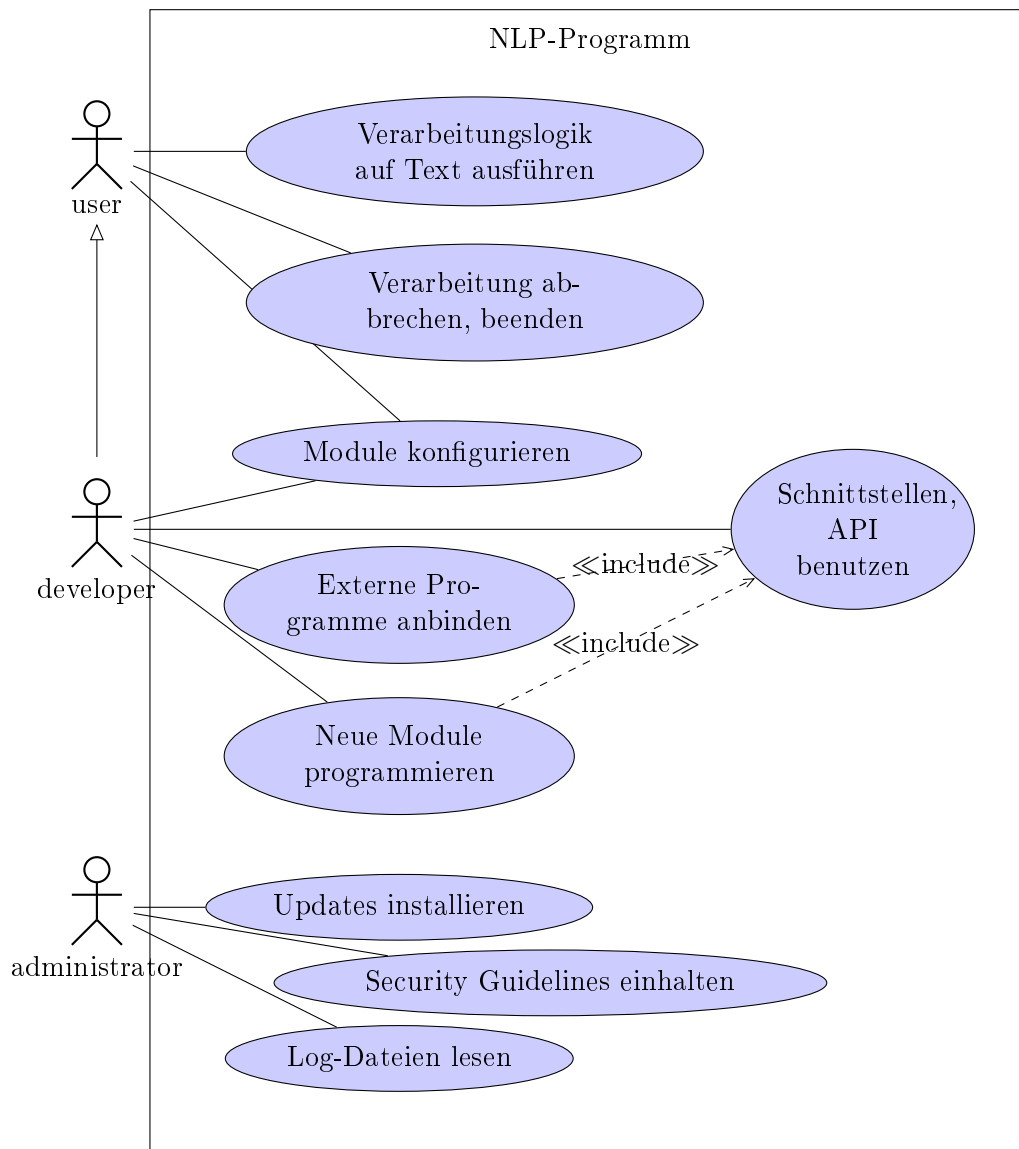 NLP-Programm
Verarbeitungslogik
auf Text ausführen
user
Verarbeitung ab-
brechen, beenden
Module konfigurieren
Schnittstellen,
API
benutzen
≪include≫
developer
Externe Pro-
gramme anbinden
≪include≫
Neue Module
programmieren
Updates installieren
administrator
Security Guidelines einhalten
Log-Dateien lesen